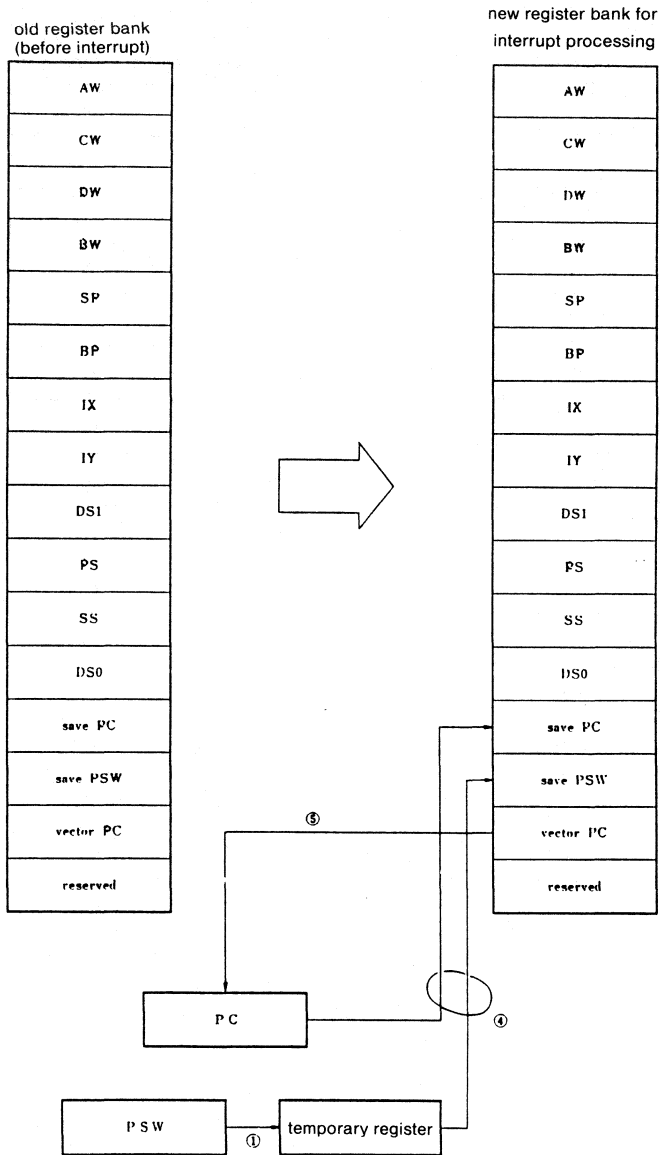 old register bank
(before interrupt)
AW
CW
DW
BW
SP
BP
IX
IY
DS1
PS
SS
DS0
save PC
save PSW
vector PC
reserved
new register bank for
interrupt processing
AW
CW
DW
BW
SP
BP
IX
IY
DS1
PS
SS
DS0
save PC
save PSW
vector PC
reserved
⑤
PC
④
PSW
①
temporary register